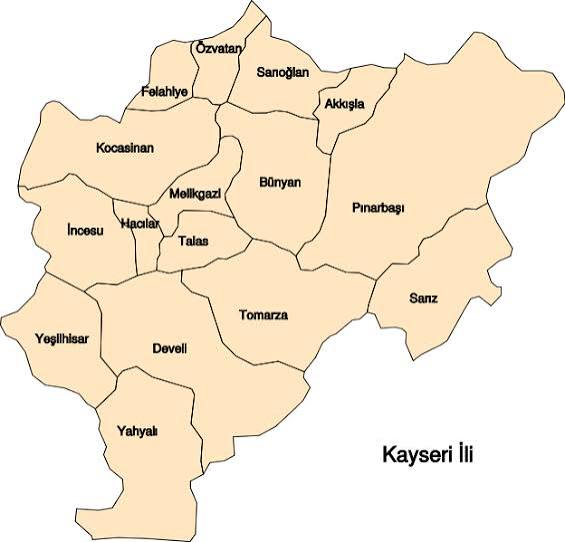 Özvatan
Sarıoğlan
Felahiye
Akkışla
Kocasinan
Bünyan
Melikgazi
Pınarbaşı
Hacılar
İncesu
Talas
Sarız
Tomarza
Yeşilhisar
Develi
Yahyalı
Kayseri İli